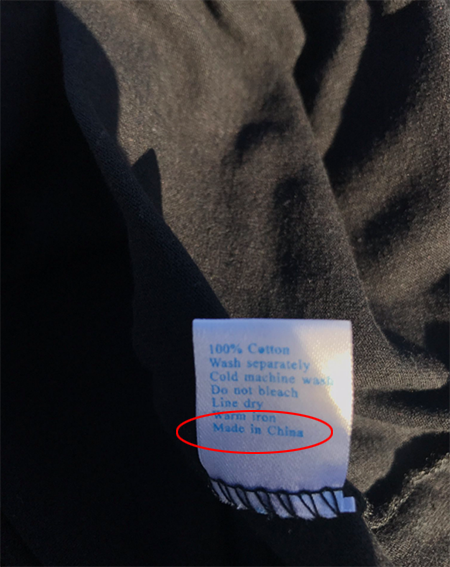 100% Cotton
Wash separately
Cold machine wash
Do not bleach
Line dry
Warm iron
Made in China